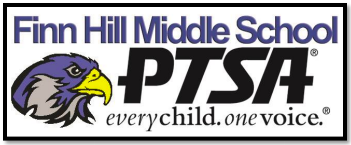 Finn Hill Middle School
PTSA®
everychild.onevoice.®